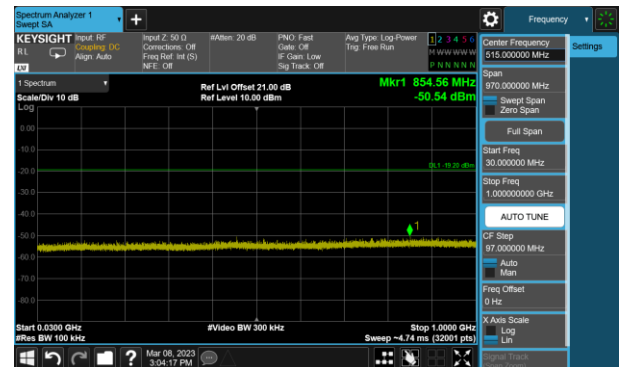 Spectrum Analyzer 1
Swept SA
Frequency
KEYSIGHT
RL
LXI
Input: RF
Coupling: DC
Align: Auto
Input Z: 50 Ω
Corrections: Off
Freq Ref: Int (S)
NFE: Off
#Atten: 20 dB
PNO: Fast
Gate: Off
IF Gain: Low
Sig Track: Off
Avg Type: Log-Power
Trig: Free Run
1 2 3 4 5 6
M W W W W W
P N N N N N
1 Spectrum
Scale/Div 10 dB
Log
Ref Lvl Offset 21.00 dB
Ref Level 10.00 dBm
Mkr1 854.56 MHz
-50.54 dBm
0.00
-10.0
-20.0
-30.0
-40.0
-50.0
-60.0
-70.0
-80.0
DL1 -19.20 dBm
1
Start 0.0300 GHz
#Res BW 100 kHz
#Video BW 300 kHz
Stop 1.0000 GHz
Sweep ~4.74 ms (32001 pts)
Mar 08, 2023
3:04:17 PM
Center Frequency
515.000000 MHz
Settings
Span
970.000000 MHz
Swept Span
Zero Span
Full Span
Start Freq
30.000000 MHz
Stop Freq
1.000000000 GHz
AUTO TUNE
CF Step
97.000000 MHz
Auto
Man
Freq Offset
0 Hz
X Axis Scale
Log
Lin
Signal Track